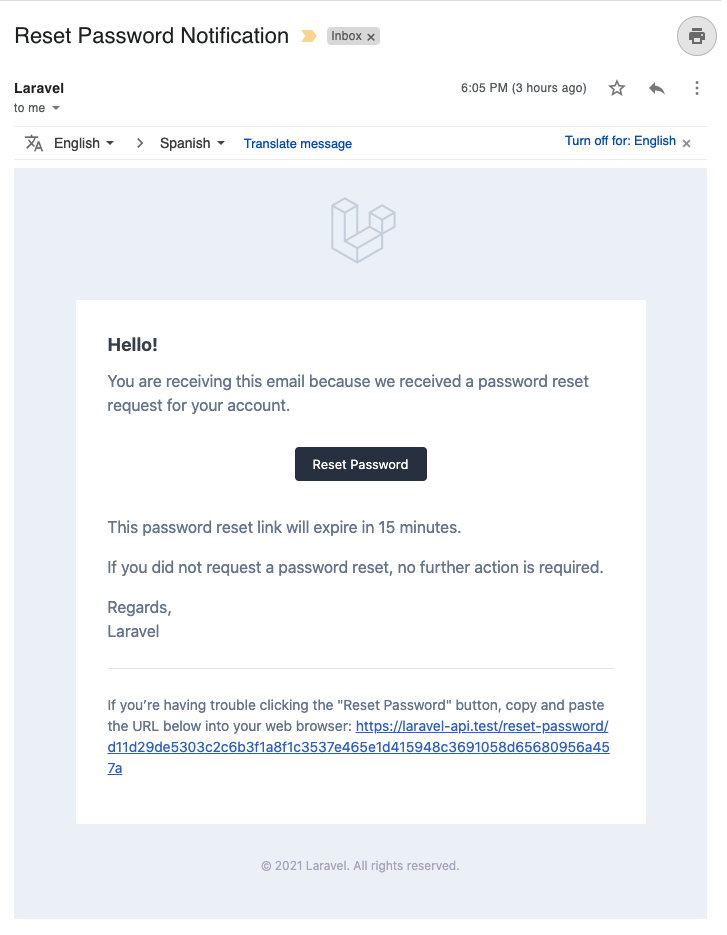 Reset Password Notification Inbox x
Laravel 6:05 PM (3 hours ago)
to me
English > Spanish Translate message Turn off for: English x
Hello!
You are receiving this email because we received a password reset
request for your account.
Reset Password
This password reset link will expire in 15 minutes.
If you did not request a password reset, no further action is required.
Regards,
Laravel
If you’re having trouble clicking the "Reset Password" button, copy and paste
the URL below into your web browser: https://laravel-api.test/reset-password/
d11d29de5303c2c6b3f1a8f1c3537e465e1d415948c3691058d65680956a45
7a
© 2021 Laravel. All rights reserved.